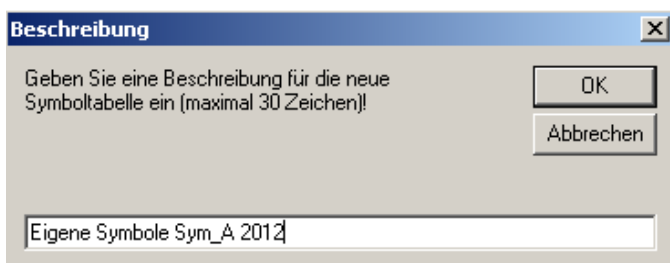 Beschreibung
Geben Sie eine Beschreibung für die neue
Symboltabelle ein (maximal 30 Zeichen)!
OK
Abbrechen
Eigene Symbole Sym_A 2012